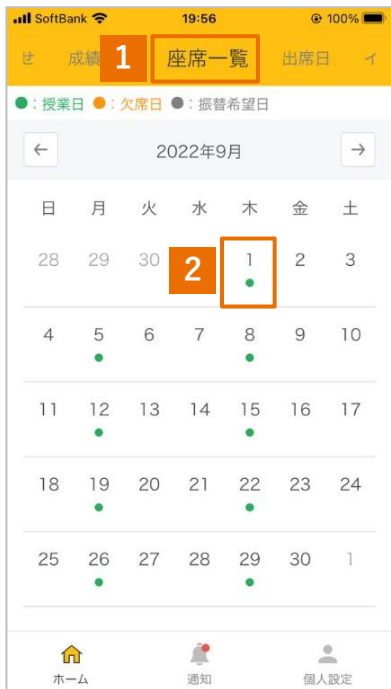 SoftBank 19:56 100%
せ 成績 1 座席一覧 出席日 イ
●：授業日 ●：欠席日 ●：振替希望日
← 2022年9月 →
日 月 火 水 木 金 土
28 29 30 2 1 2 3
4 5 6 7 8 9 10
11 12 13 14 15 16 17
18 19 20 21 22 23 24
25 26 27 28 29 30 1
ホーム 通知 個人設定